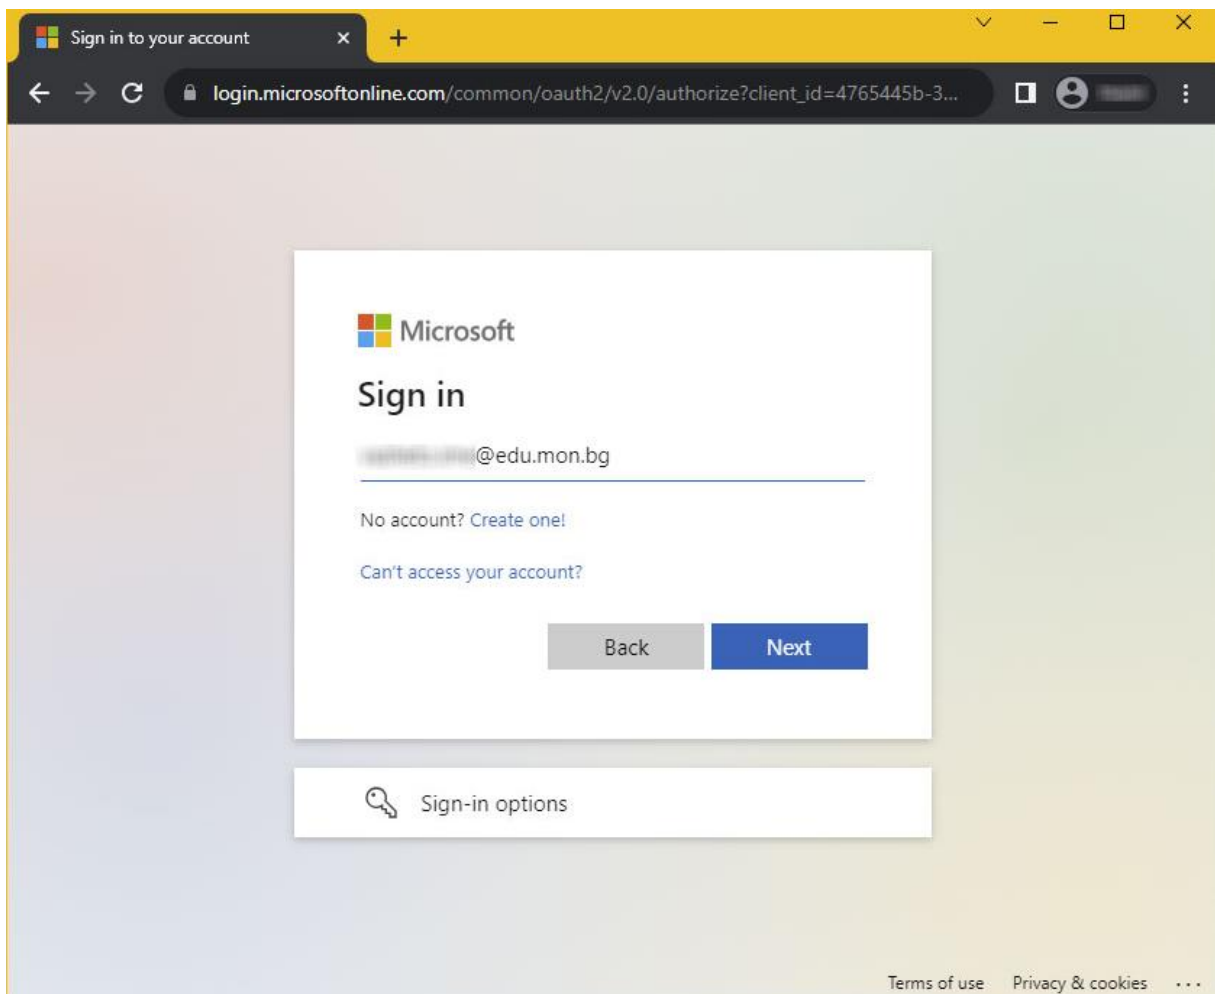 Sign in to your account
login.microsoftonline.com/common/oauth2/v2.0/authorize?client_id=4765445b-3...
Microsoft
Sign in
@edu.mon.bg
No account? Create one!
Can't access your account?
Back Next
Sign-in options
Terms of use Privacy & cookies ...